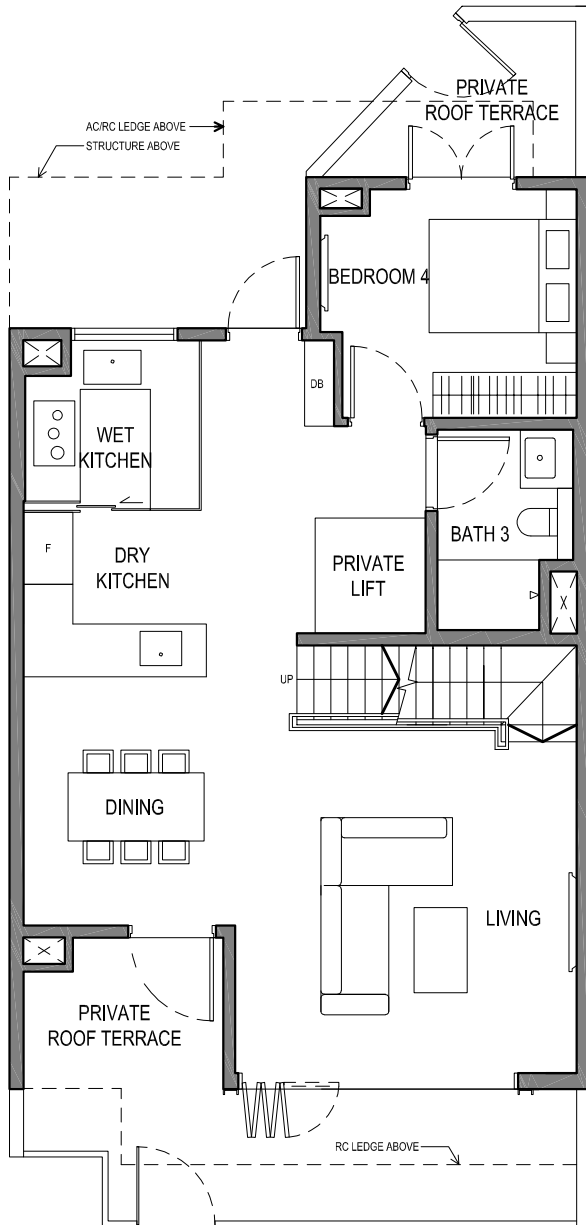 PRIVATE
ROOF TERRACE
AC/RC LEDGE ABOVE
STRUCTURE ABOVE
BEDROOM 4
DB
WET
KITCHEN
F
DRY
KITCHEN
BATH 3
PRIVATE
LIFT
X
UP
DINING
LIVING
X
PRIVATE
ROOF TERRACE
RC LEDGE ABOVE